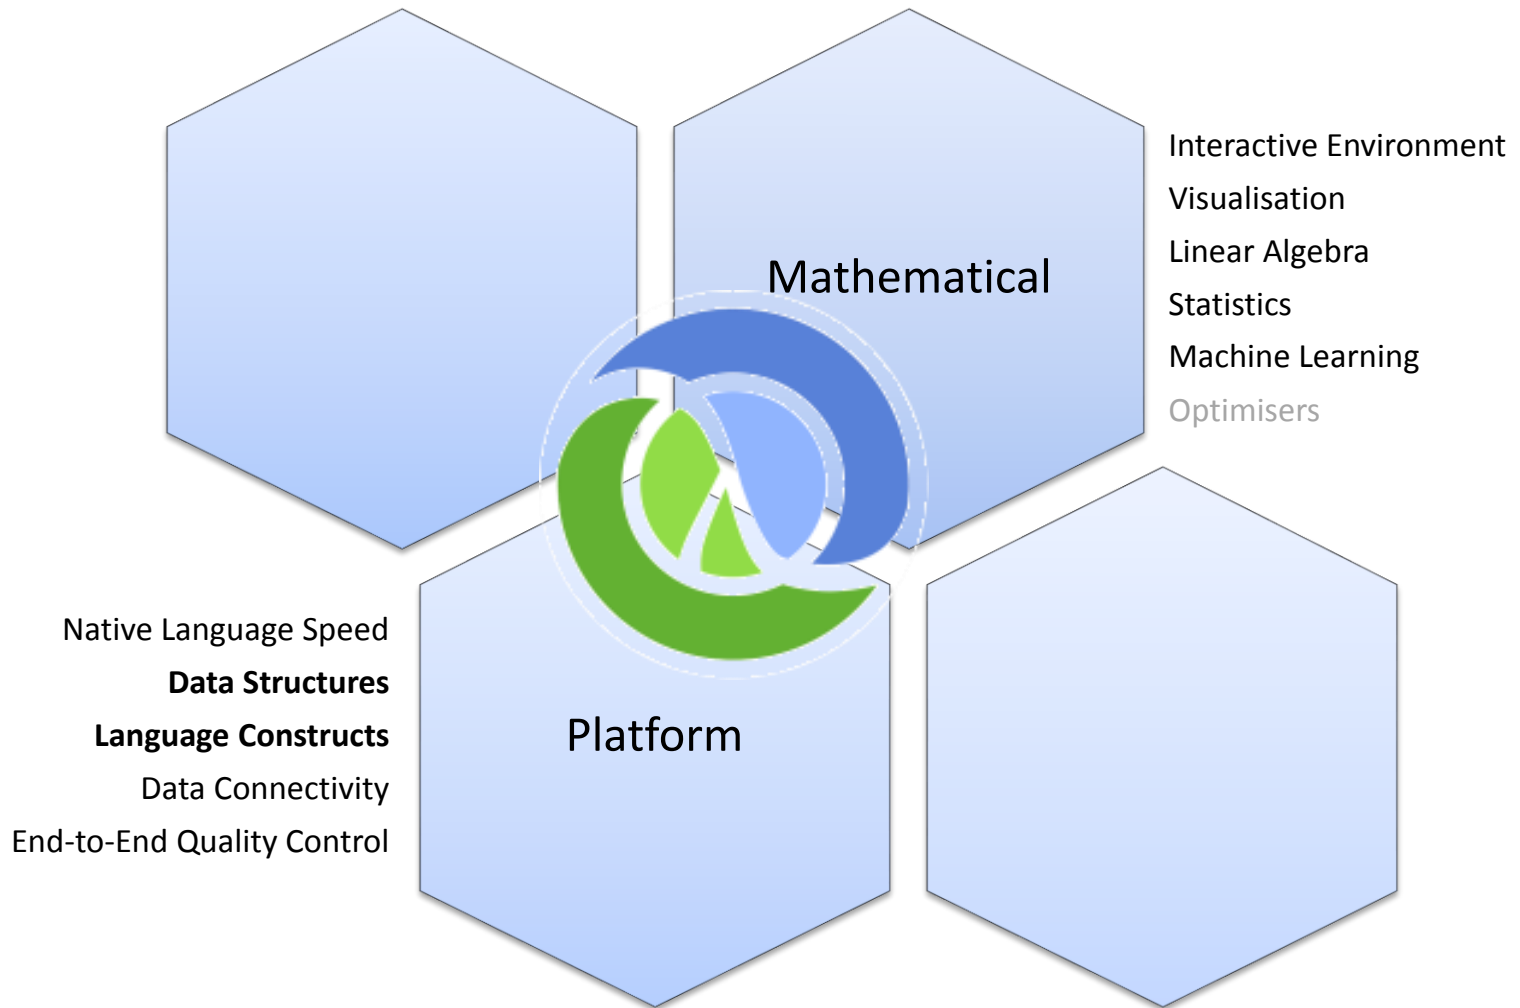 Mathematical
Interactive Environment
Visualisation
Linear Algebra
Statistics
Machine Learning
Optimisers
Native Language Speed
Data Structures
Language Constructs
Data Connectivity
End-to-End Quality Control
Platform